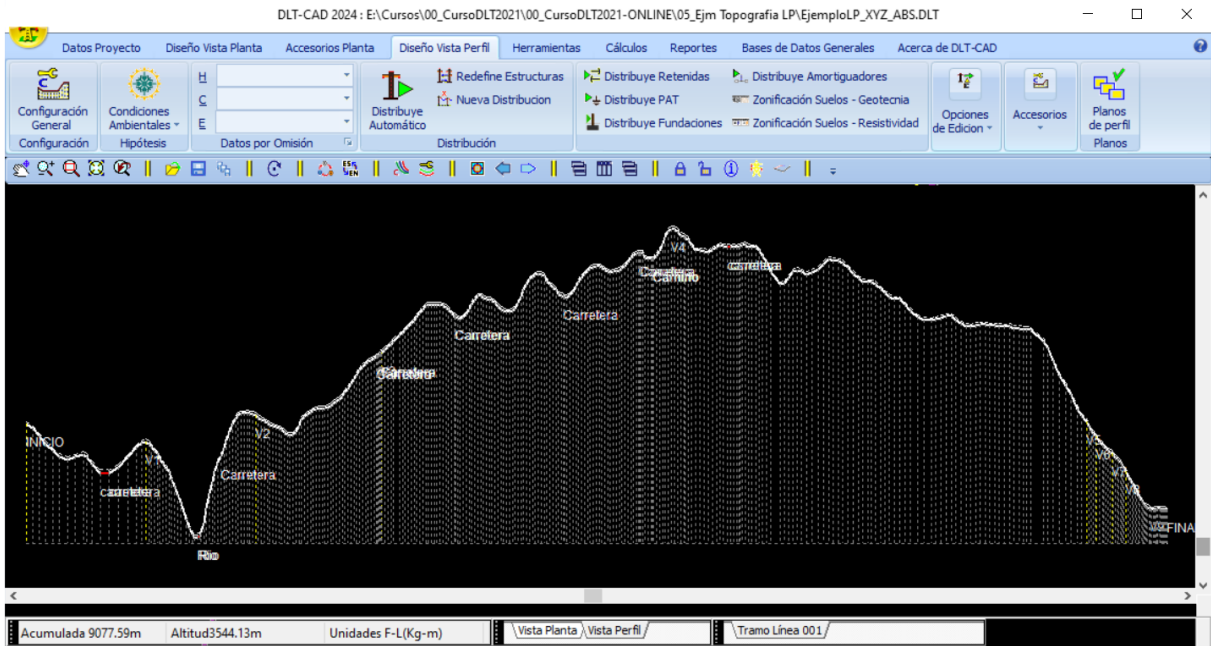 DLT-CAD 2024 : E:\Cursos\00_CursoDLT2021\00_CursoDLT2021-ONLINE\05_Ejm Topografia LP\EjemploLP_XYZ_ABS.DLT
Datos Proyecto Diseño Vista Planta Accesorios Planta Diseño Vista Perfil Herramientas Cálculos Reportes Bases de Datos Generales Acerca de DLT-CAD
Configuración General
Condiciones Ambientales
H
C
E
Distribuye Automático
Redefine Estructuras
Nueva Distribucion
Distribuye Retenidas
Distribuye PAT
Distribuye Fundaciones
Distribuye Amortiguadores
Zonificación Suelos - Geotecnia
Zonificación Suelos - Resistividad
Opciones de Edicion
Accesorios
Planos de perfil
Configuración Hipótesis Datos por Omisión Distribución Planos
V4
Camino
Carretera
Carretera
INICIO
V1
V2
Carretera
V5
V6
V7
V8
FINA
Rio
Acumulada 9077.59m Altitud3544.13m Unidades F-L(Kg-m) Vista Planta Vista Perfil Tramo Línea 001